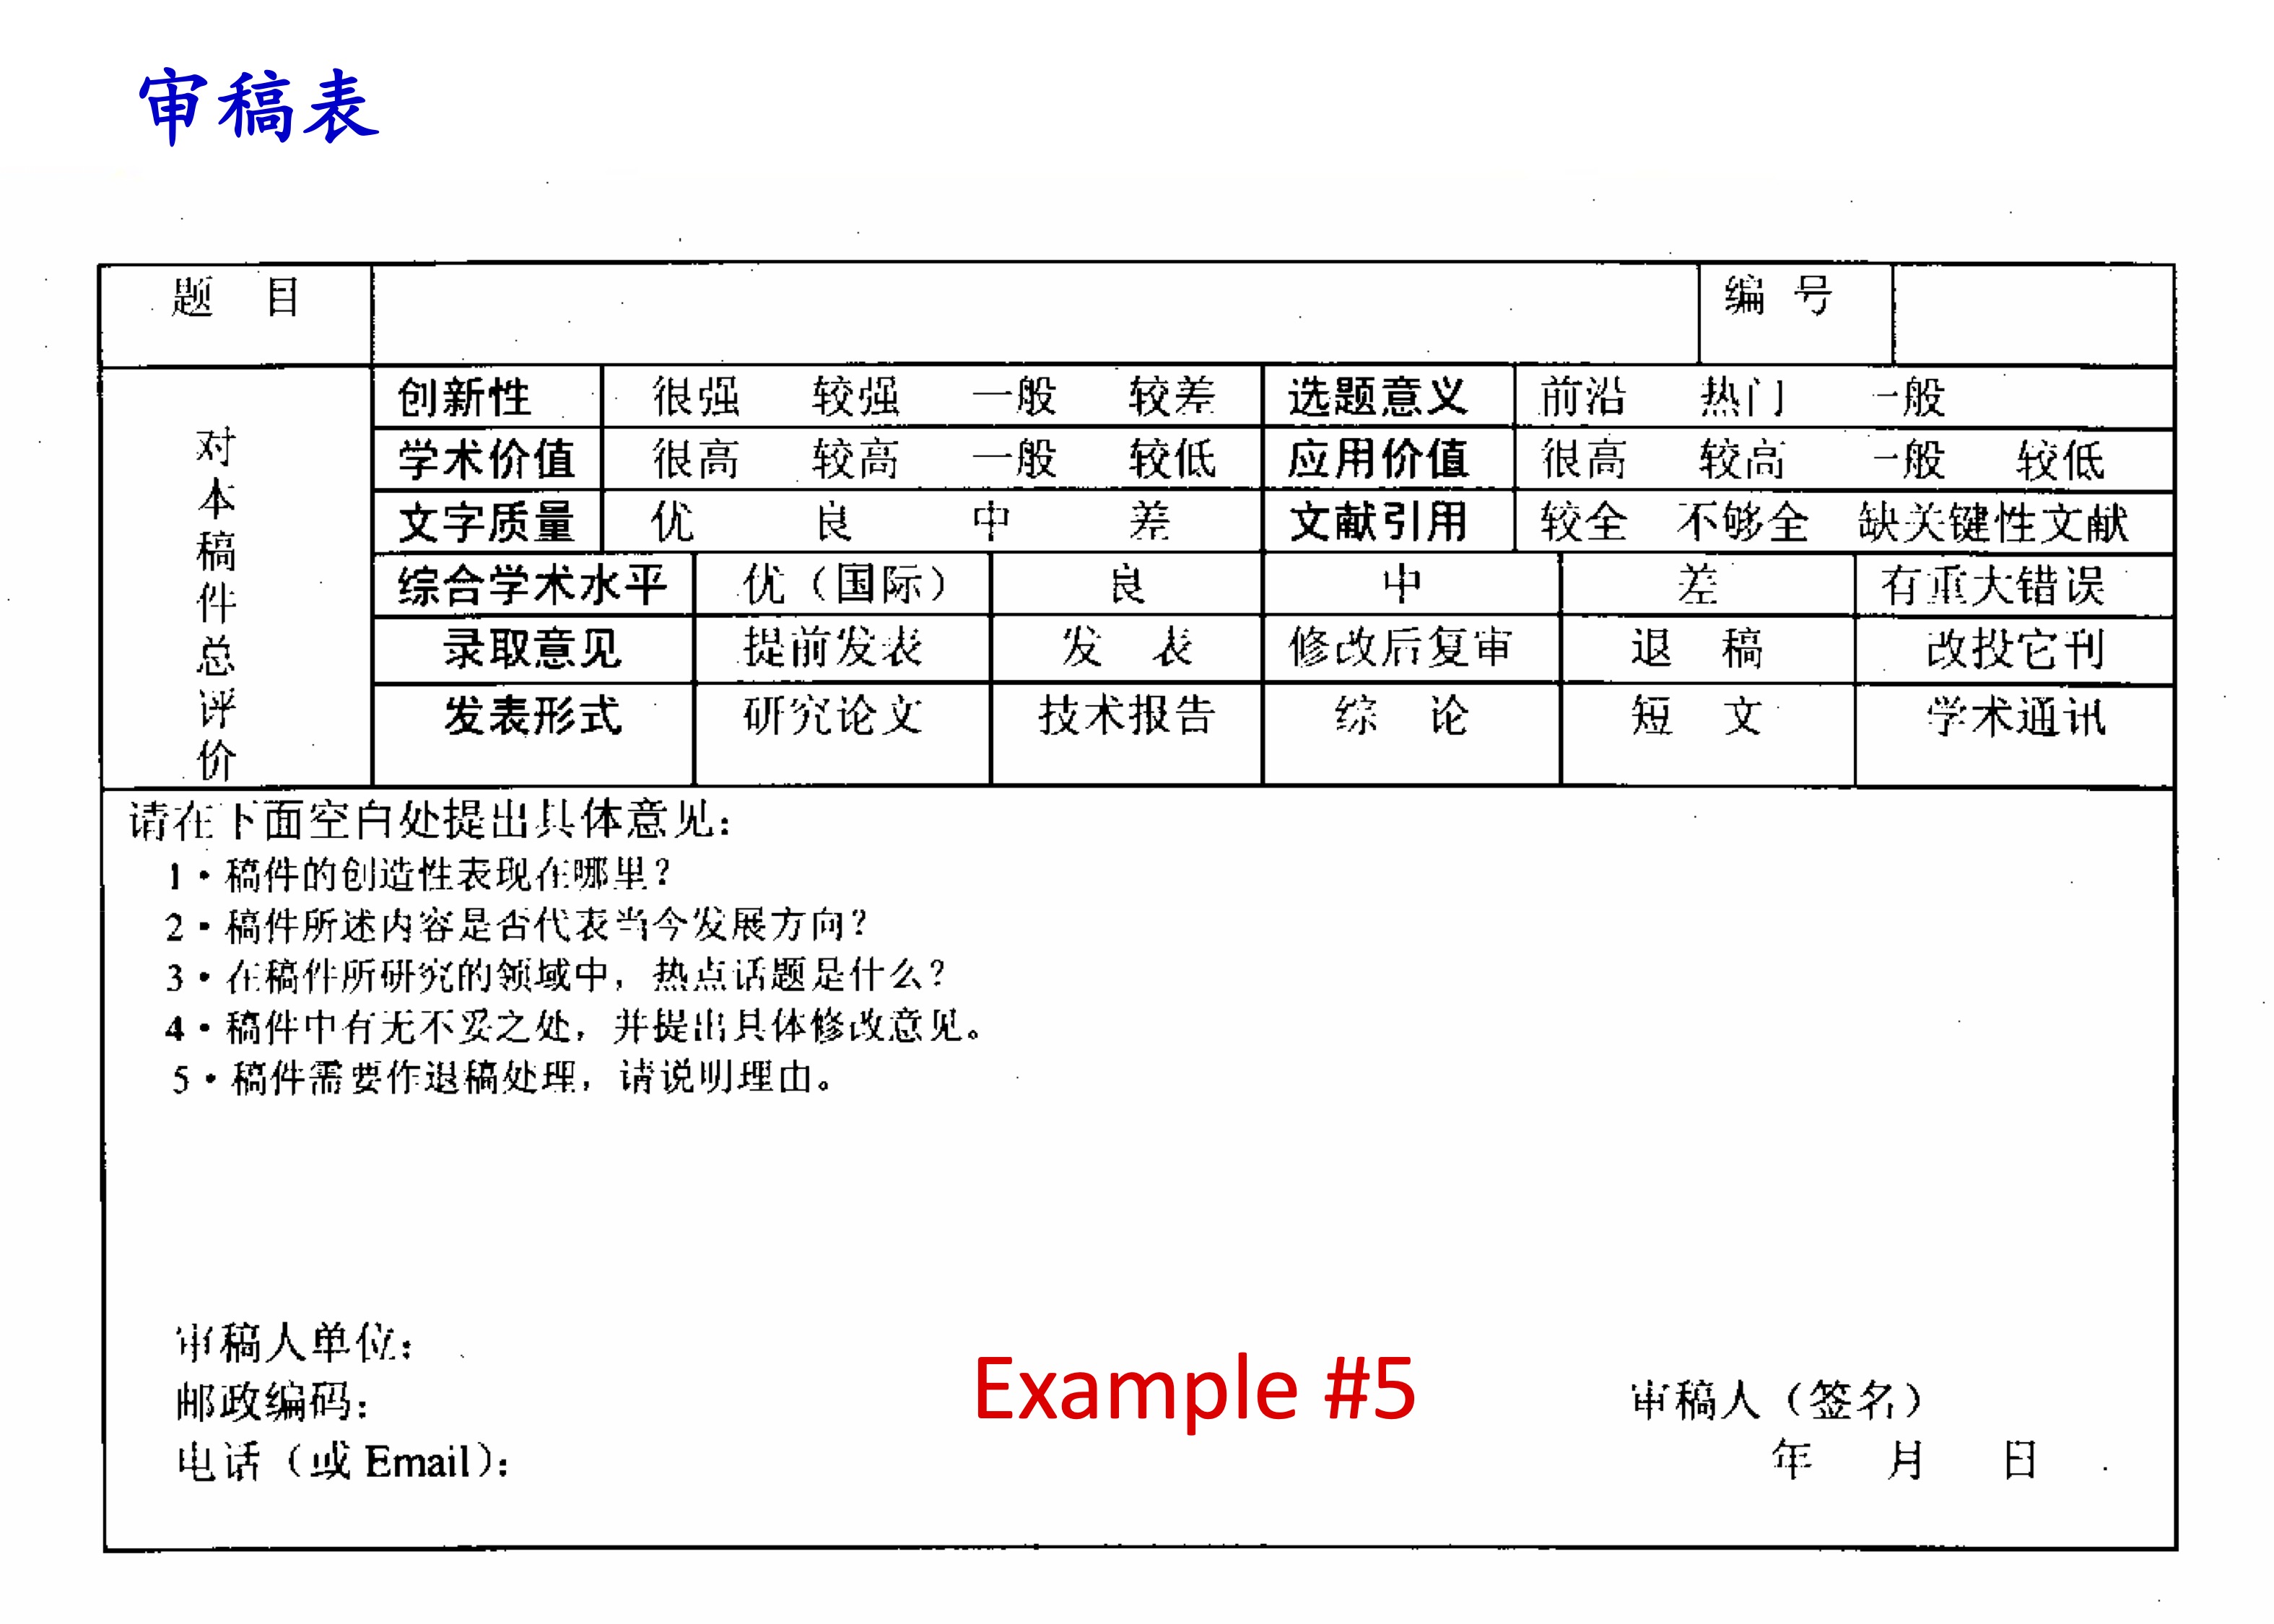 审稿表
题 目 编 号
对本稿件总评价
创新性 很强 较强 一般 较差 选题意义 前沿 热门 一般
学术价值 很高 较高 一般 较低 应用价值 很高 较高 一般 较低
文字质量 优 良 中 差 文献引用 较全 不够全 缺关键性文献
综合学术水平 优（国际） 良 中 差 有重大错误
录取意见 提前发表 发 表 修改后复审 退 稿 改投它刊
发表形式 研究论文 技术报告 综 论 短 文 学术通讯
请在下面空白处提出具体意见：
1·稿件的创造性表现在哪里？
2·稿件所述内容是否代表当今发展方向？
3·在稿件所研究的领域中，热点话题是什么？
4·稿件中有无不妥之处，并提出具体修改意见。
5·稿件需要作退稿处理，请说明理由。
审稿人单位：
邮政编码：
电话（或 Email）：
Example #5
审稿人（签名）
年 月 日